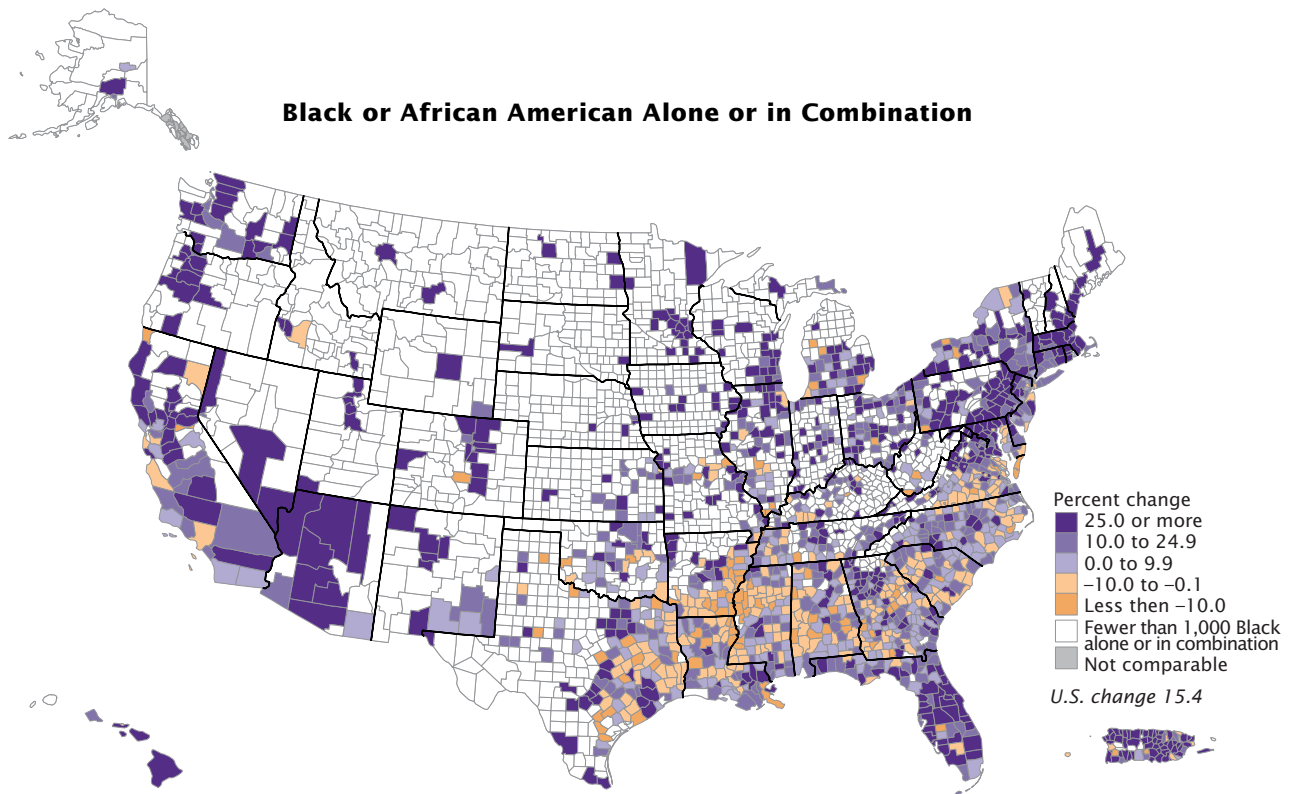 Black or African American Alone or in Combination
Percent change
25.0 or more
10.0 to 24.9
0.0 to 9.9
–10.0 to –0.1
Less then –10.0
Fewer than 1,000 Black
alone or in combination
Not comparable
U.S. change 15.4